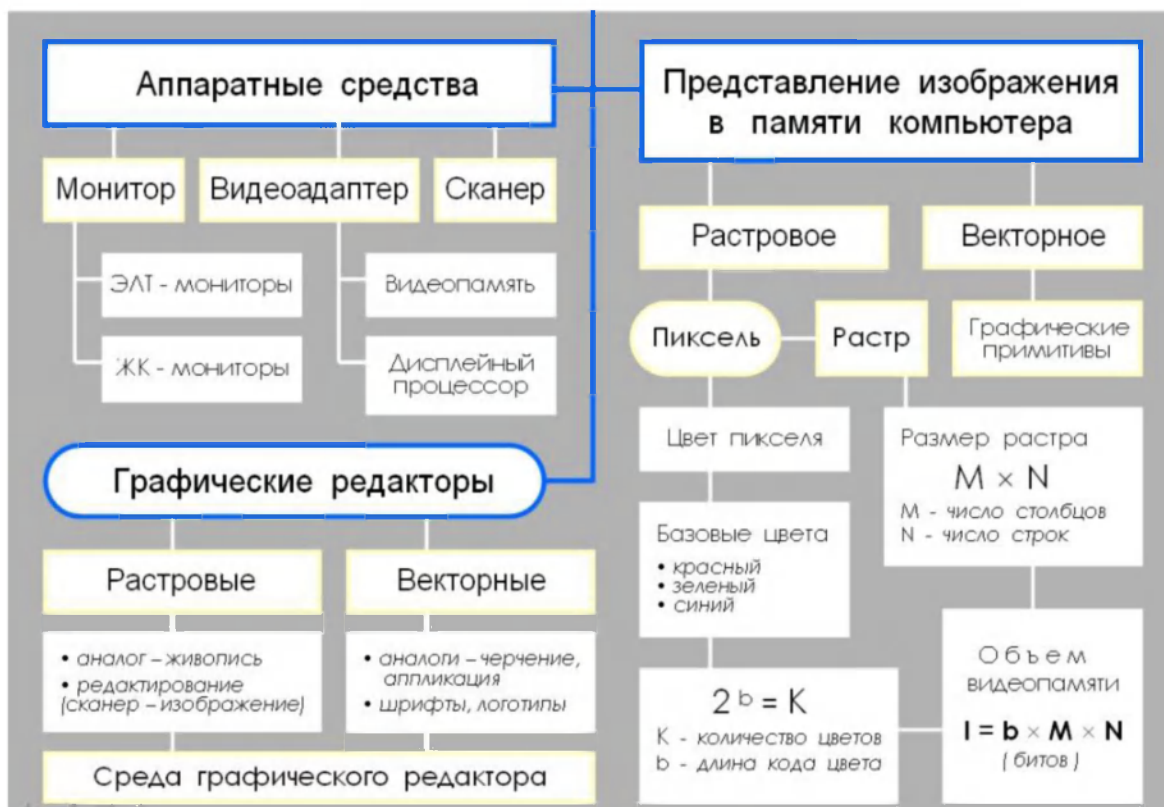 Аппаратные средства
Монитор
Видеоадаптер
Сканер
ЭЛТ - мониторы
ЖК - мониторы
Видеопамять
Дисплейный
процессор
Графические редакторы
Растровые
Векторные
• аналог – живопись
• редактирование
(сканер – изображение)
• аналоги – черчение,
аппликация
• шрифты, логотипы
Среда графического редактора
Представление изображения
в памяти компьютера
Растровое
Векторное
Пиксель
Растр
Графические
примитивы
Цвет пикселя
Размер растра
M × N
M - число столбцов
N - число строк
Базовые цвета
• красный
• зеленый
• синий
2 ᵇ = K
K - количество цветов
b - длина кода цвета
Объем
видеопамяти
I = b × M × N
( битов )